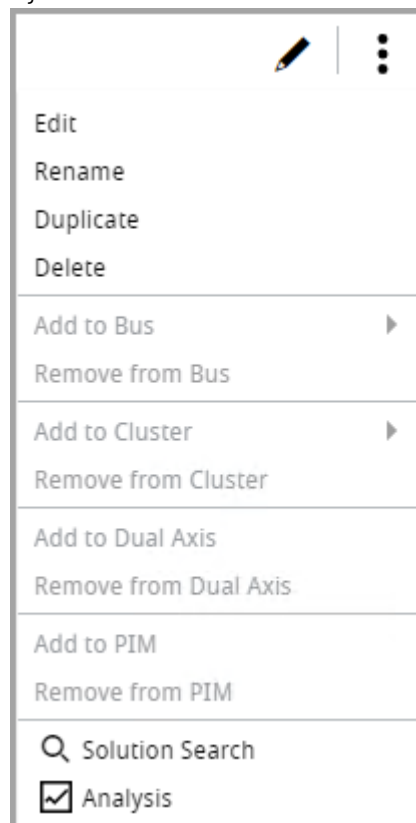 Edit
Rename
Duplicate
Delete
Add to Bus
Remove from Bus
Add to Cluster
Remove from Cluster
Add to Dual Axis
Remove from Dual Axis
Add to PIM
Remove from PIM
Solution Search
Analysis